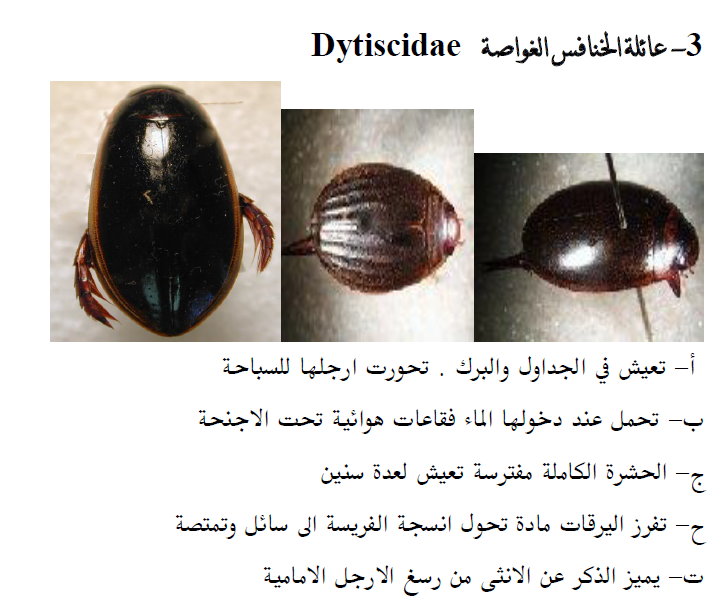 3- عائلة الخنافس الغواصة Dytiscidae
أ- تعيش في الجداول والبرك . تحورت ارجلها للسباحة
ب- تحمل عند دخولها الماء فقاعات هوائية تحت الاجنحة
ج- الحشرة الكاملة مفترسة تعيش لعدة سنين
ح- تفرز اليرقات مادة تحول انسجة الفريسة الى سائل وتمتصة
ت- يميز الذكر عن الانثى من رسغ الارجل الامامية